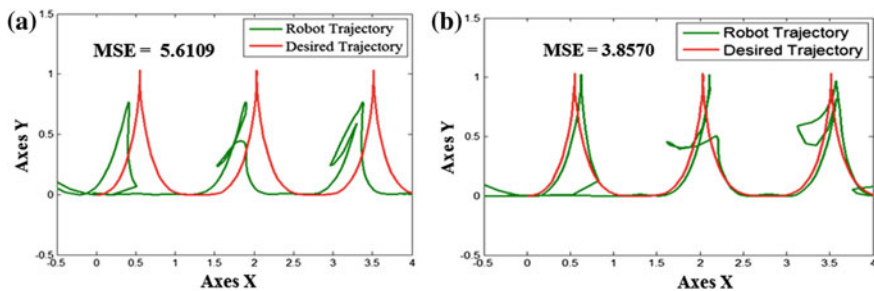 (a)
MSE = 5.6109
Robot Trajectory
Desired Trajectory
Axes Y
1.5
1
0.5
0
-0.5
-0.5 0 0.5 1 1.5 2 2.5 3 3.5 4
Axes X
(b)
MSE =3.8570
Robot Trajectory
Desired Trajectory
Axes Y
1.5
1
0.5
0
-0.5
-0.5 0 0.5 1 1.5 2 2.5 3 3.5 4
Axes X